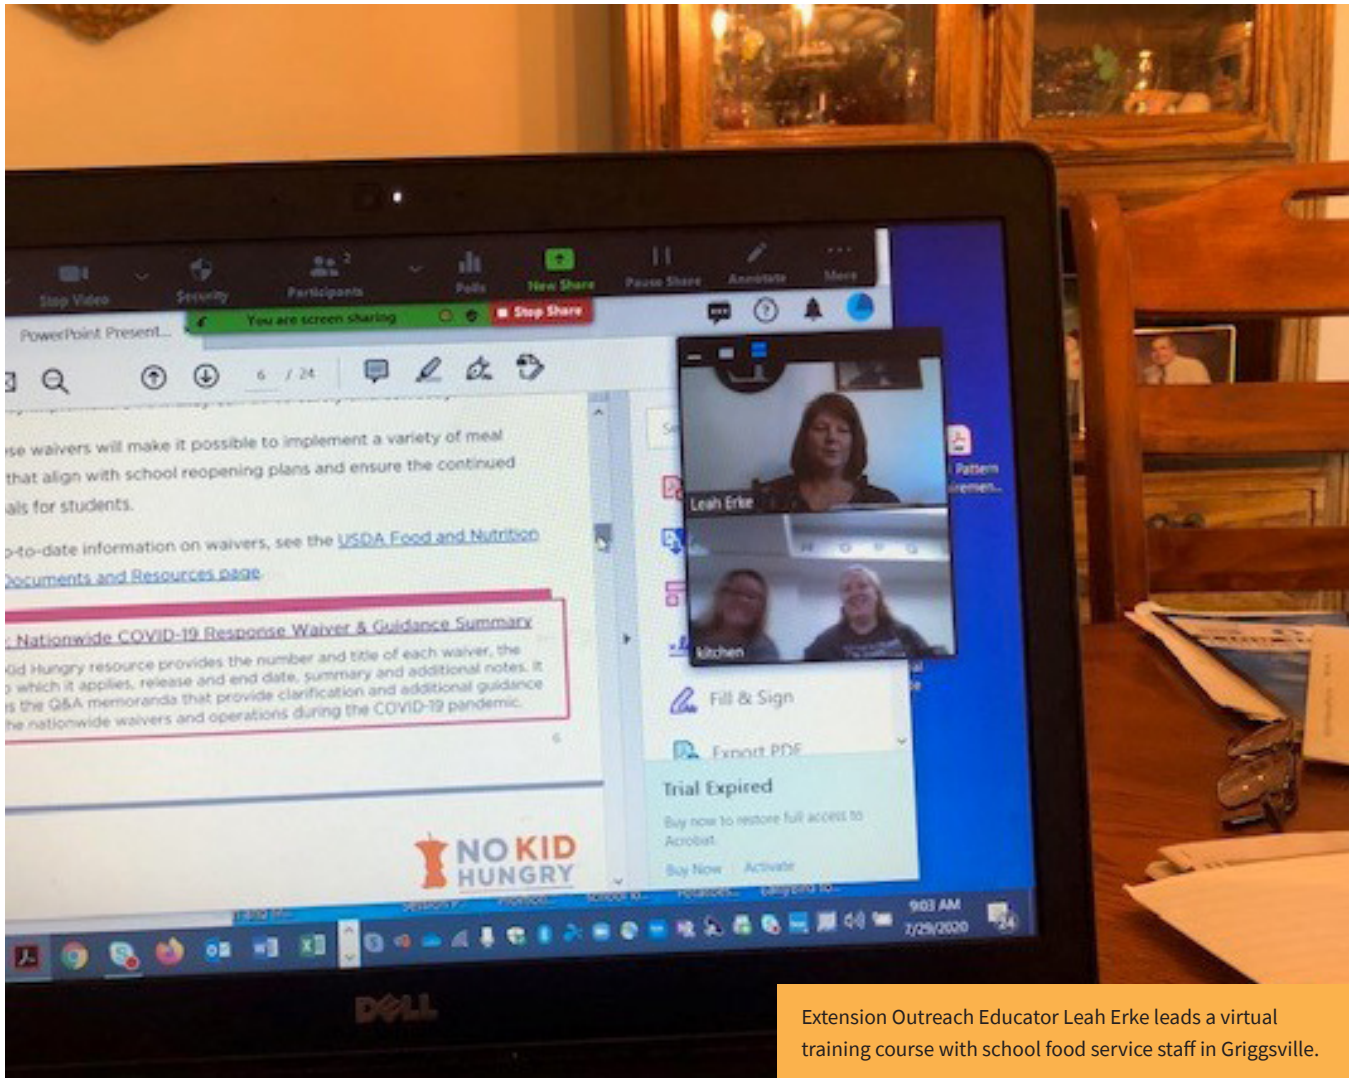 Stop Video
Security
Participants
2
Polls
New Share
Pause Share
Annotate
More
You are screen sharing
Stop Share
PowerPoint Present...
6 / 24
se waivers will make it possible to implement a variety of meal
that align with school reopening plans and ensure the continued
als for students.
o-to-date information on waivers, see the USDA Food and Nutrition
Documents and Resources page.
: Nationwide COVID-19 Response Waiver & Guidance Summary
Kid Hungry resource provides the number and title of each waiver, the
which it applies, release and end date, summary and additional notes. It
s the Q&A memoranda that provide clarification and additional guidance
he nationwide waivers and operations during the COVID-19 pandemic.
6
NO KID
HUNGRY
Leah Erke
kitchen
Pattern
iremen...
Fill & Sign
Export PDF
Trial Expired
Buy now to restore full access to
Acrobat.
Buy Now
Activate
9:03 AM
7/29/2020
24
DELL
Extension Outreach Educator Leah Erke leads a virtual
training course with school food service staff in Griggsville.